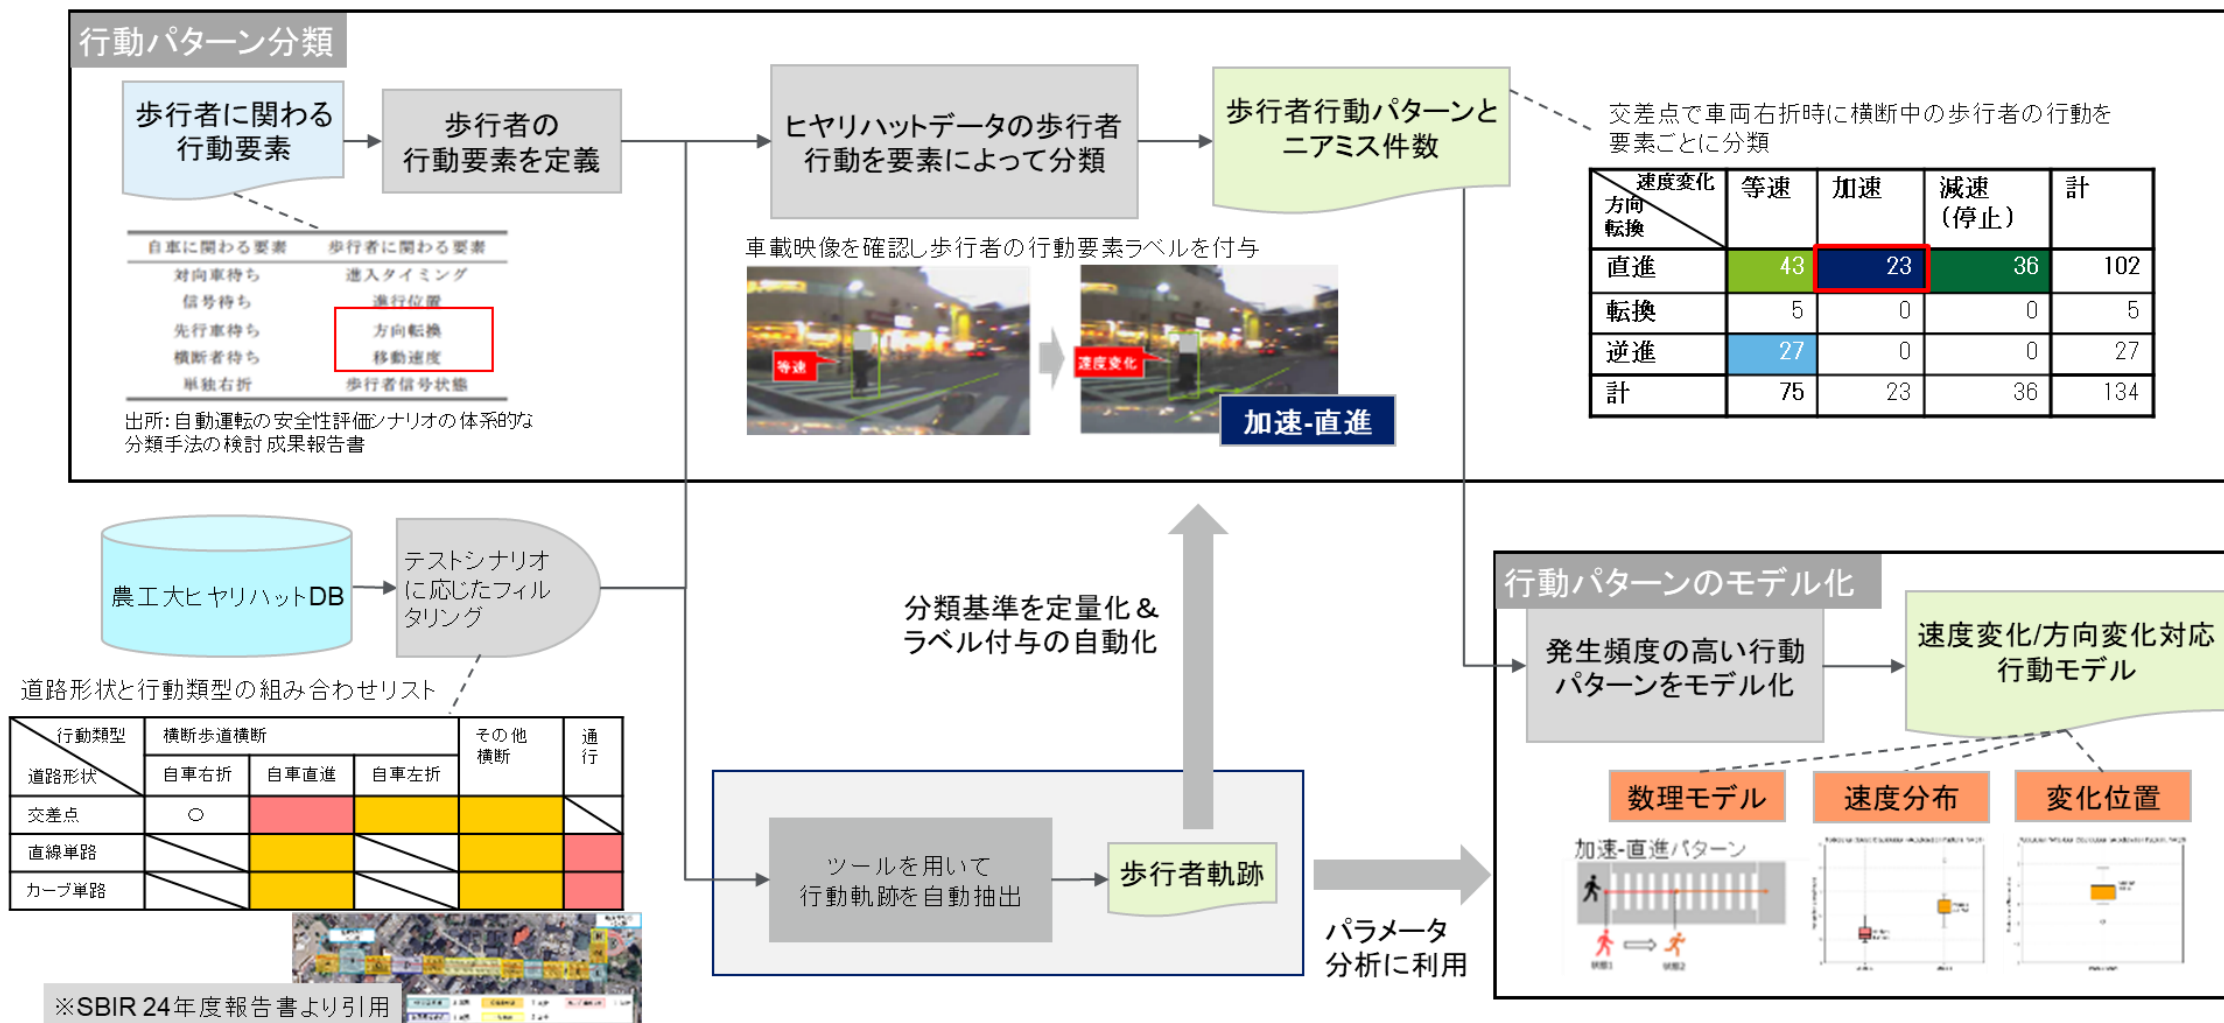 行動パターン分類
歩行者に関わる
行動要素
歩行者の
行動要素を定義
ヒヤリハットデータの歩行者
行動を要素によって分類
歩行者行動パターンと
ニアミス件数
交差点で車両右折時に横断中の歩行者の行動を
要素ごとに分類
速度変化 等速 加速 減速 計
方向 (停止)
転換
直進 43 23 36 102
転換 5 0 0 5
逆進 27 0 0 27
計 75 23 36 134
自車に関わる要素 歩行者に関わる要素
対向車待ち 進入タイミング
信号待ち 進行位置
先行車待ち 方向転換
横断者待ち 移動速度
単独右折 歩行者信号状態
出所:自動運転の安全性評価シナリオの体系的な
分類手法の検討 成果報告書
車載映像を確認し歩行者の行動要素ラベルを付与
等速
速度変化
加速-直進
農工大ヒヤリハットDB
テストシナリオ
に応じたフィル
タリング
道路形状と行動類型の組み合わせリスト
行動類型 横断歩道横断 その他 通
横断 行
道路形状 自車右折 自車直進 自車左折
交差点 ○
直線単路
カーブ単路
※SBIR 24年度報告書より引用
分類基準を定量化&
ラベル付与の自動化
ツールを用いて
行動軌跡を自動抽出
歩行者軌跡
パラメータ
分析に利用
行動パターンのモデル化
発生頻度の高い行動
パターンをモデル化
速度変化/方向変化対応
行動モデル
数理モデル
速度分布
変化位置
加速-直進パターン
状態1
状態2